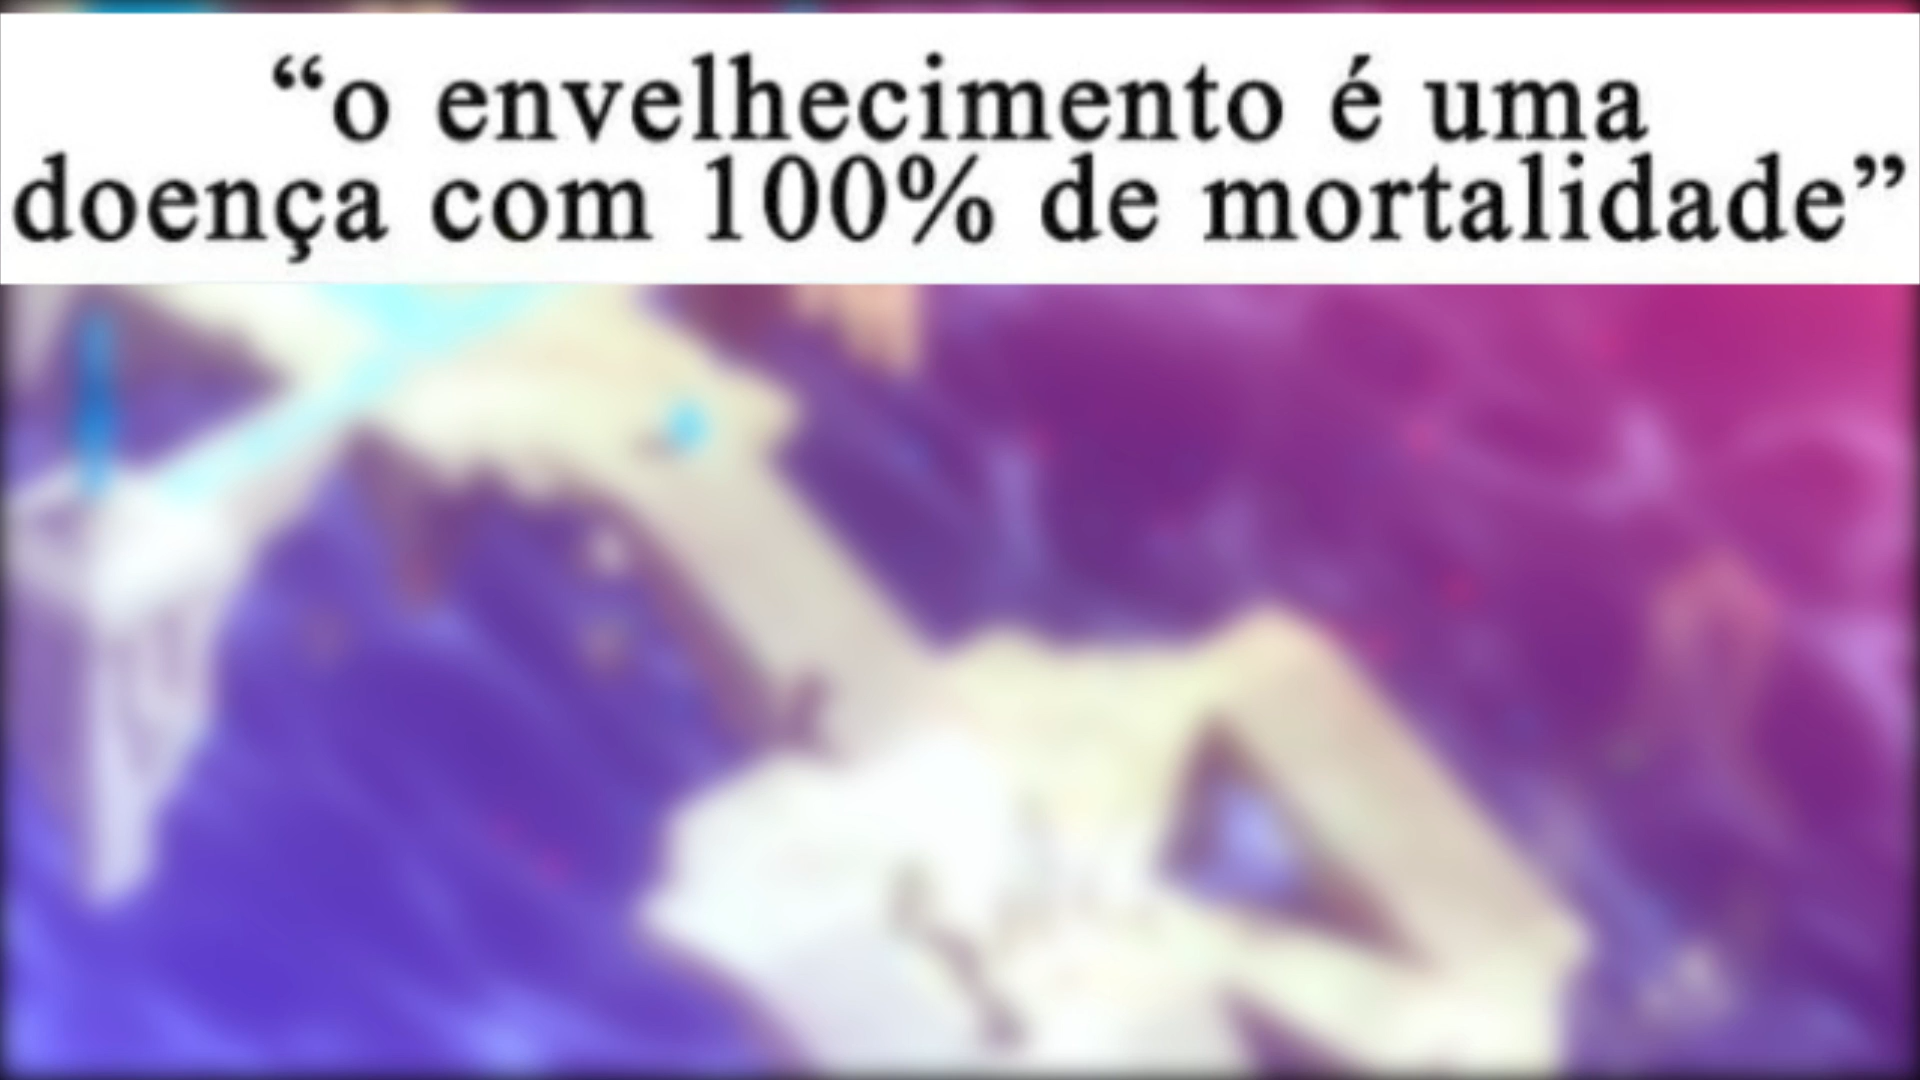 “o envelhecimento é uma
doença com 100% de mortalidade”